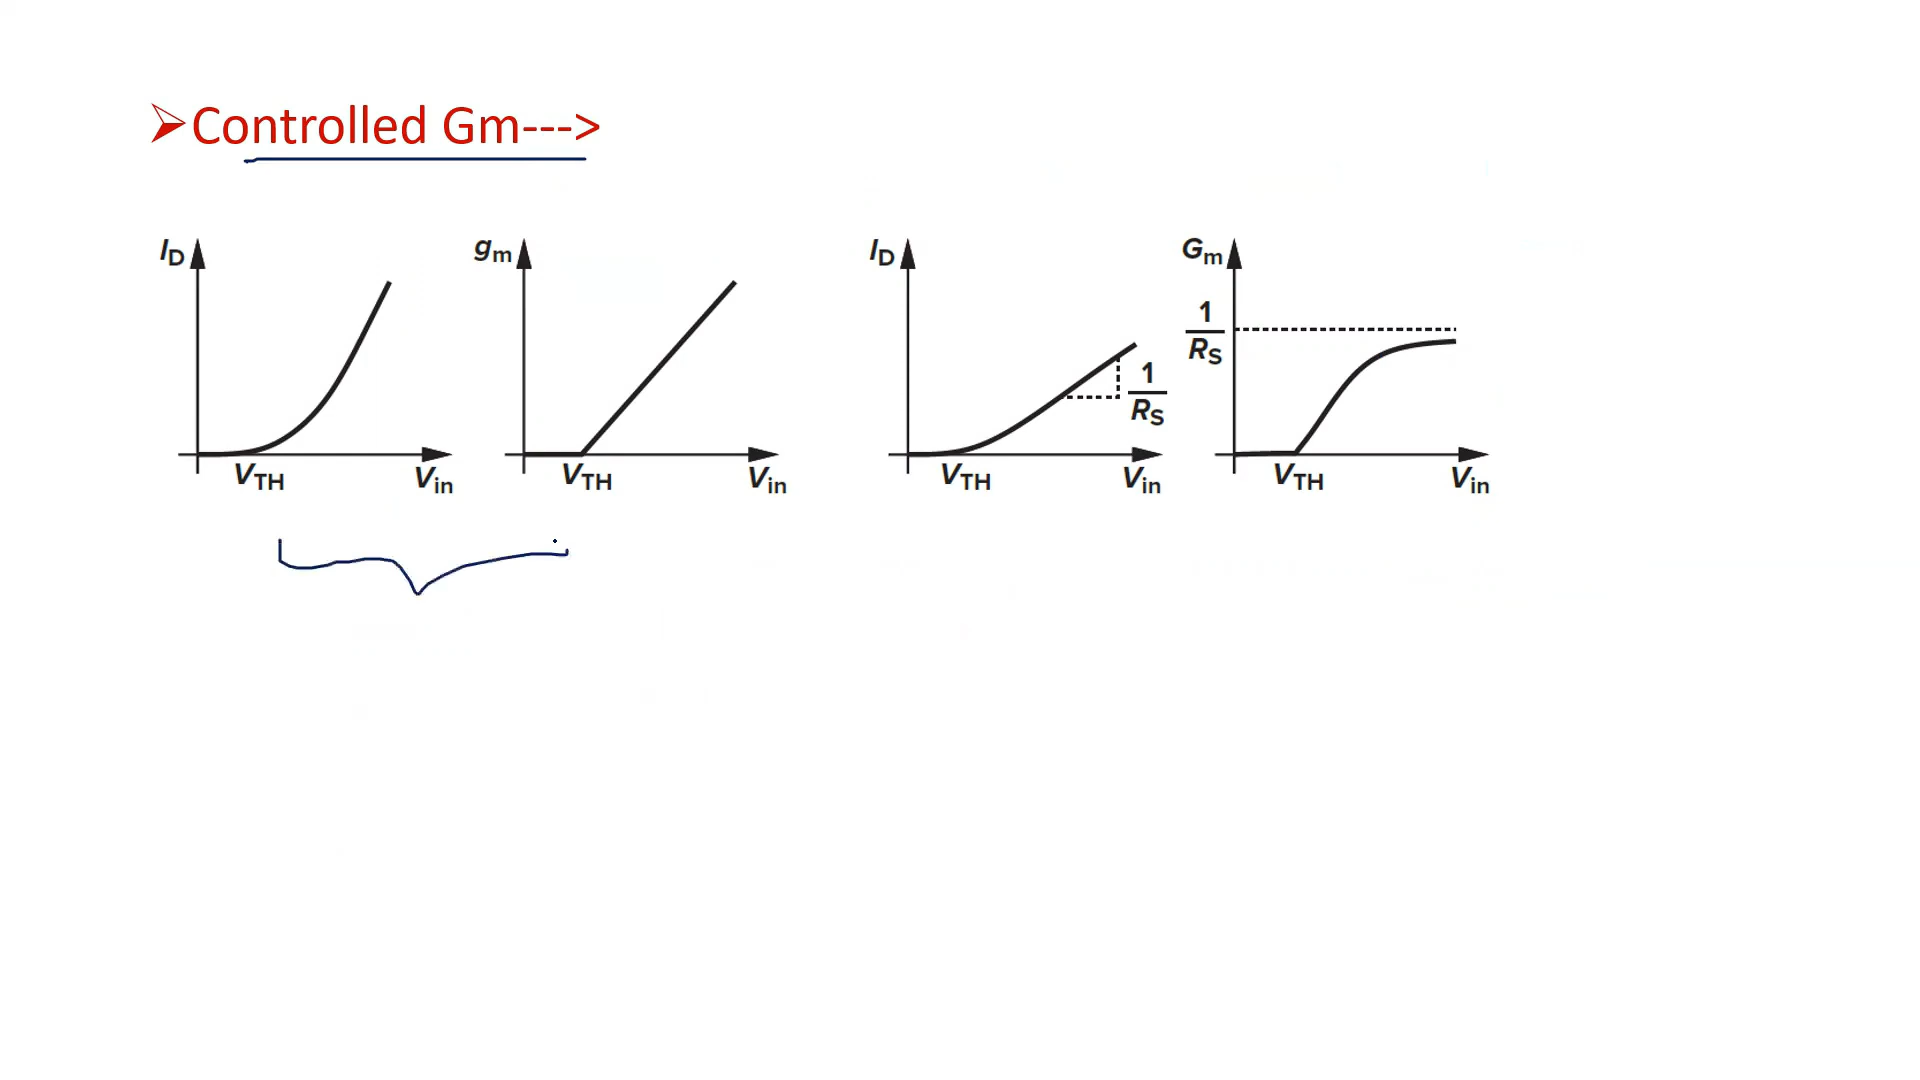 ➢Controlled Gm--->
I_D
g_m
I_D
G_m
1
R_S
1
R_S
V_TH
V_in
V_TH
V_in
V_TH
V_in
V_TH
V_in